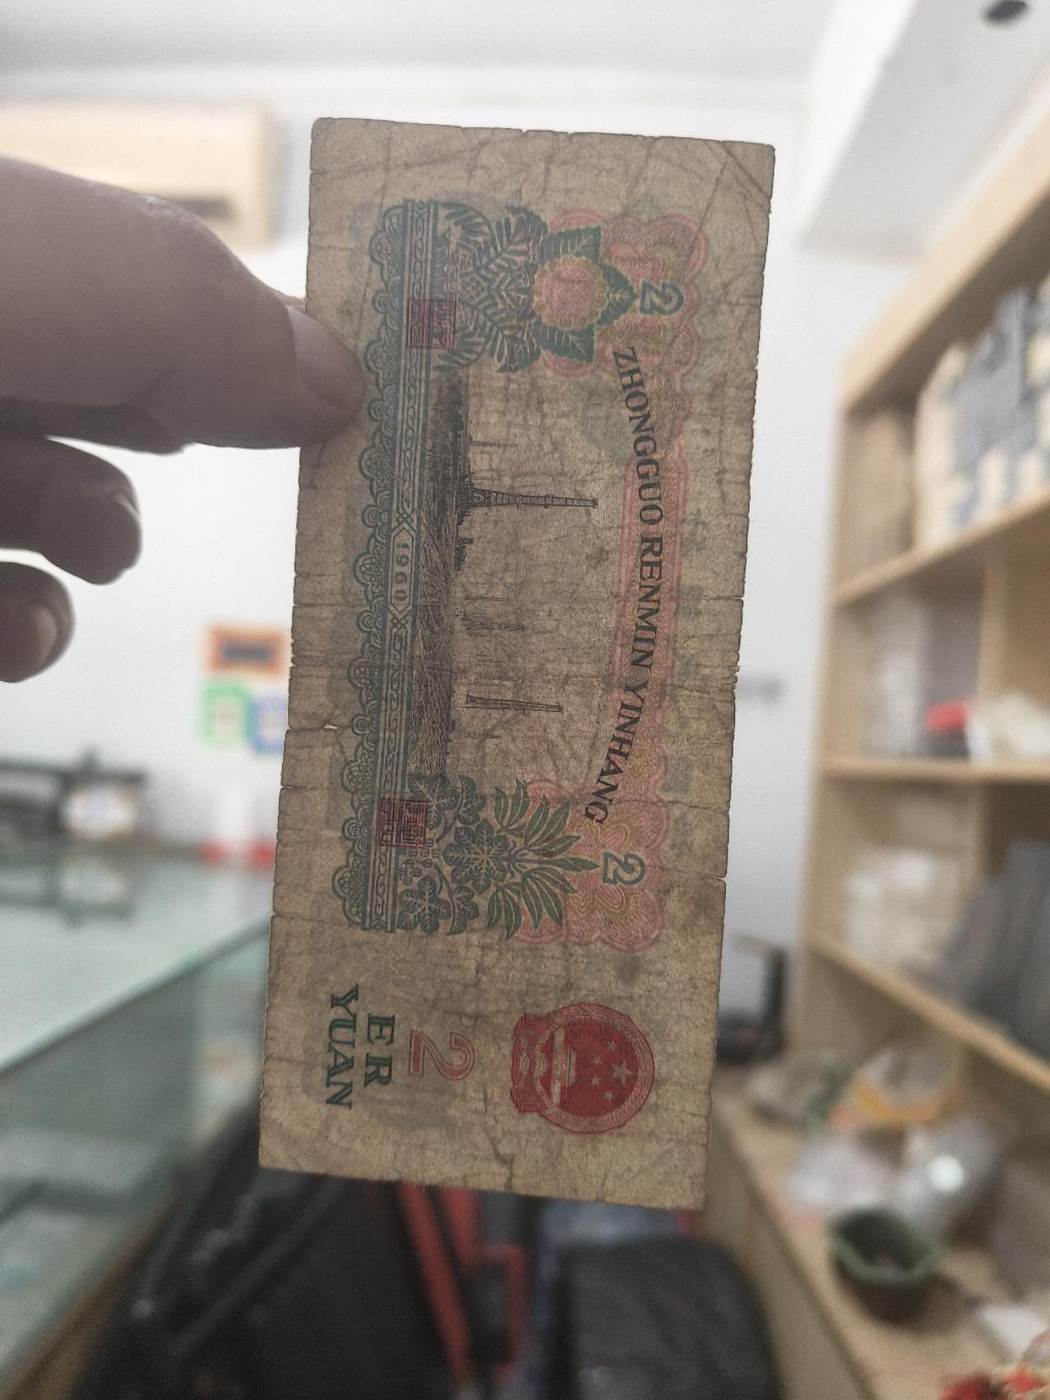 ZHONGGUO RENMIN YINHANG
2
2
1960
2
ER
YUAN